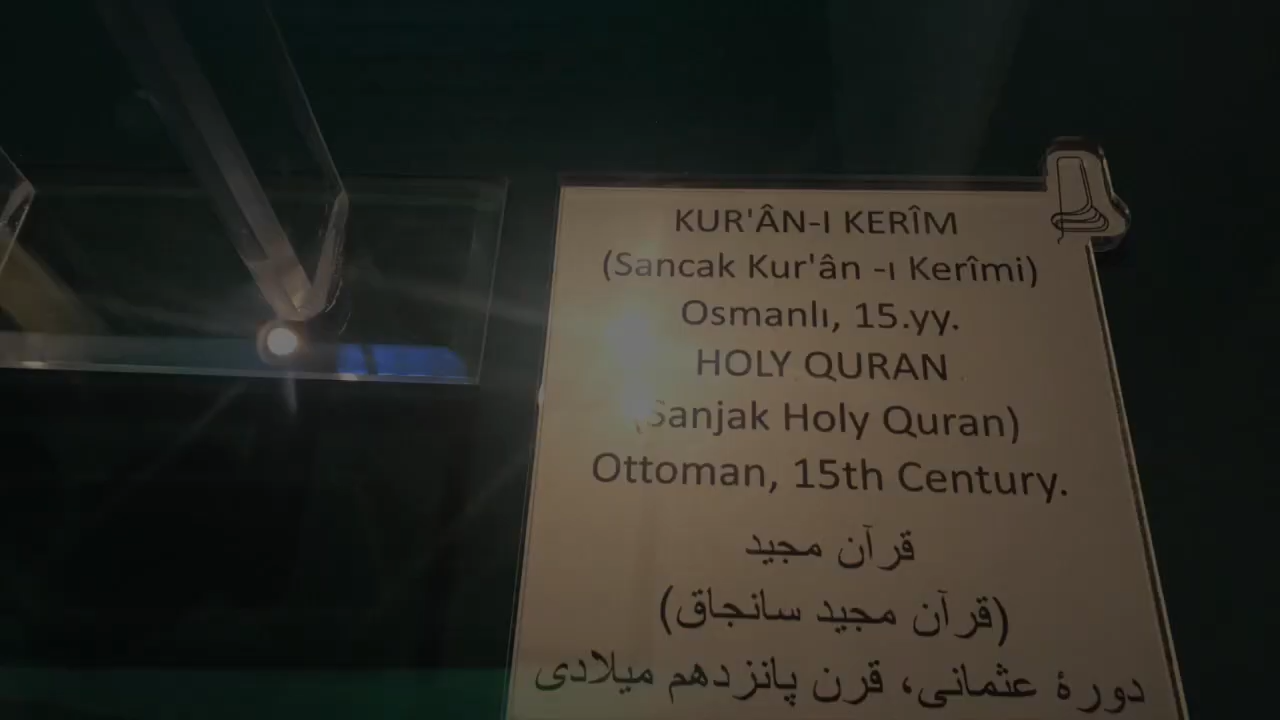 KUR'ÂN-I KERÎM
(Sancak Kur'ân -ı Kerîmi)
Osmanlı, 15.yy.
HOLY QURAN
(Sanjak Holy Quran)
Ottoman, 15th Century.
قرآن مجید
(قرآن مجید سانجاق)
دورۀ عثمانی، قرن پانزدهم میلادی